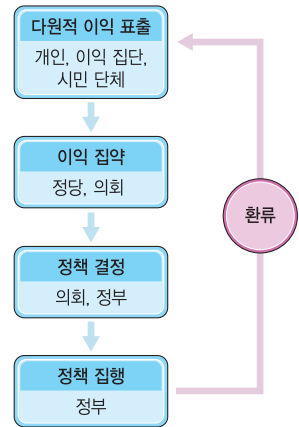 다원적 이익 표출
개인, 이익 집단,
시민 단체
이익 집약
정당, 의회
정책 결정
의회, 정부
정책 집행
정부
환류